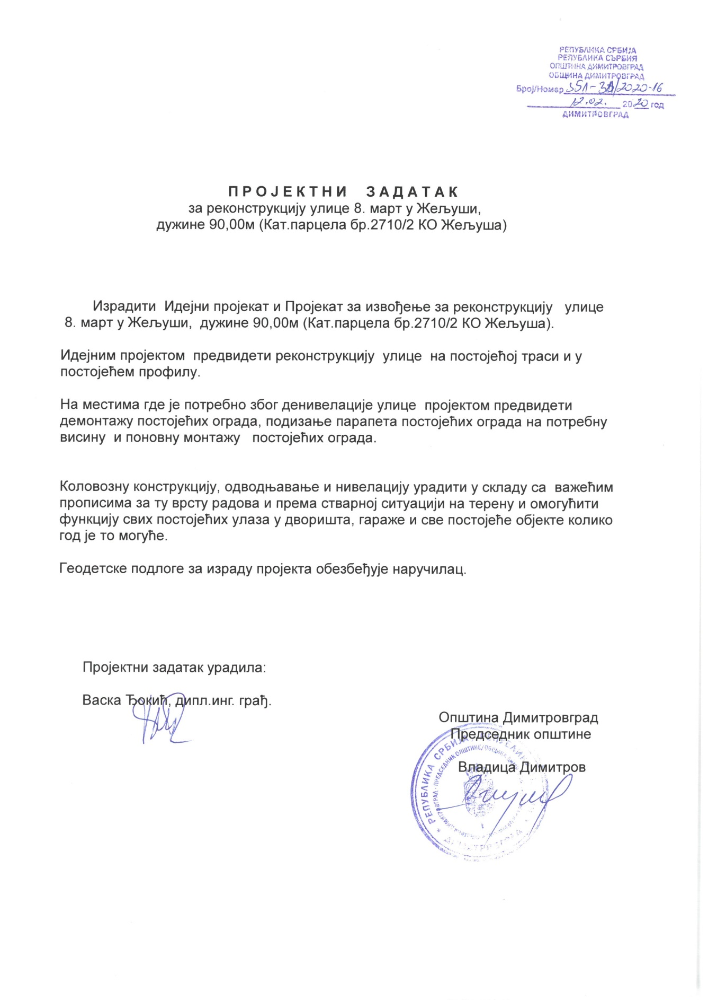 РЕПУБЛИКА СРБИЈА
РЕПУБЛИКА СЪРБИЯ
ОПШТИНА ДИМИТРОВГРАД
ОБЩИНА ДИМИТРОВГРАД
Број/Номер 351- /2020-16
12.02. 2020 год
ДИМИТРОВГРАД
П Р О Ј Е К Т Н И З А Д А Т А К
за реконструкцију улице 8. март у Жељуши,
дужине 90,00м (Кат.парцела бр.2710/2 КО Жељуша)
Израдити Идејни пројекат и Пројекат за извођење за реконструкцију улице
8. март у Жељуши, дужине 90,00м (Кат.парцела бр.2710/2 КО Жељуша).
Идејним пројектом предвидети реконструкцију улице на постојећој траси и у
постојећем профилу.
На местима где је потребно због денивелације улице пројектом предвидети
демонтажу постојећих ограда, подизање парапета постојећих ограда на потребну
висину и поновну монтажу постојећих ограда.
Коловозну конструкцију, одводњавање и нивелацију урадити у складу са важећим
прописима за ту врсту радова и према стварној ситуацији на терену и омогућити
функцију свих постојећих улаза у дворишта, гараже и све постојеће објекте колико
год је то могуће.
Геодетске подлоге за израду пројекта обезбеђује наручилац.
Пројектни задатак урадила:
Васка Ђокић, дипл.инг. грађ.
Општина Димитровград
Председник општине
Владица Димитров
РЕПУБЛИКА СРБИЈА
ДИМИТРОВГРАД - ПРЕДСЕДНИК ОПШТИНЕ/ОБЩИНА